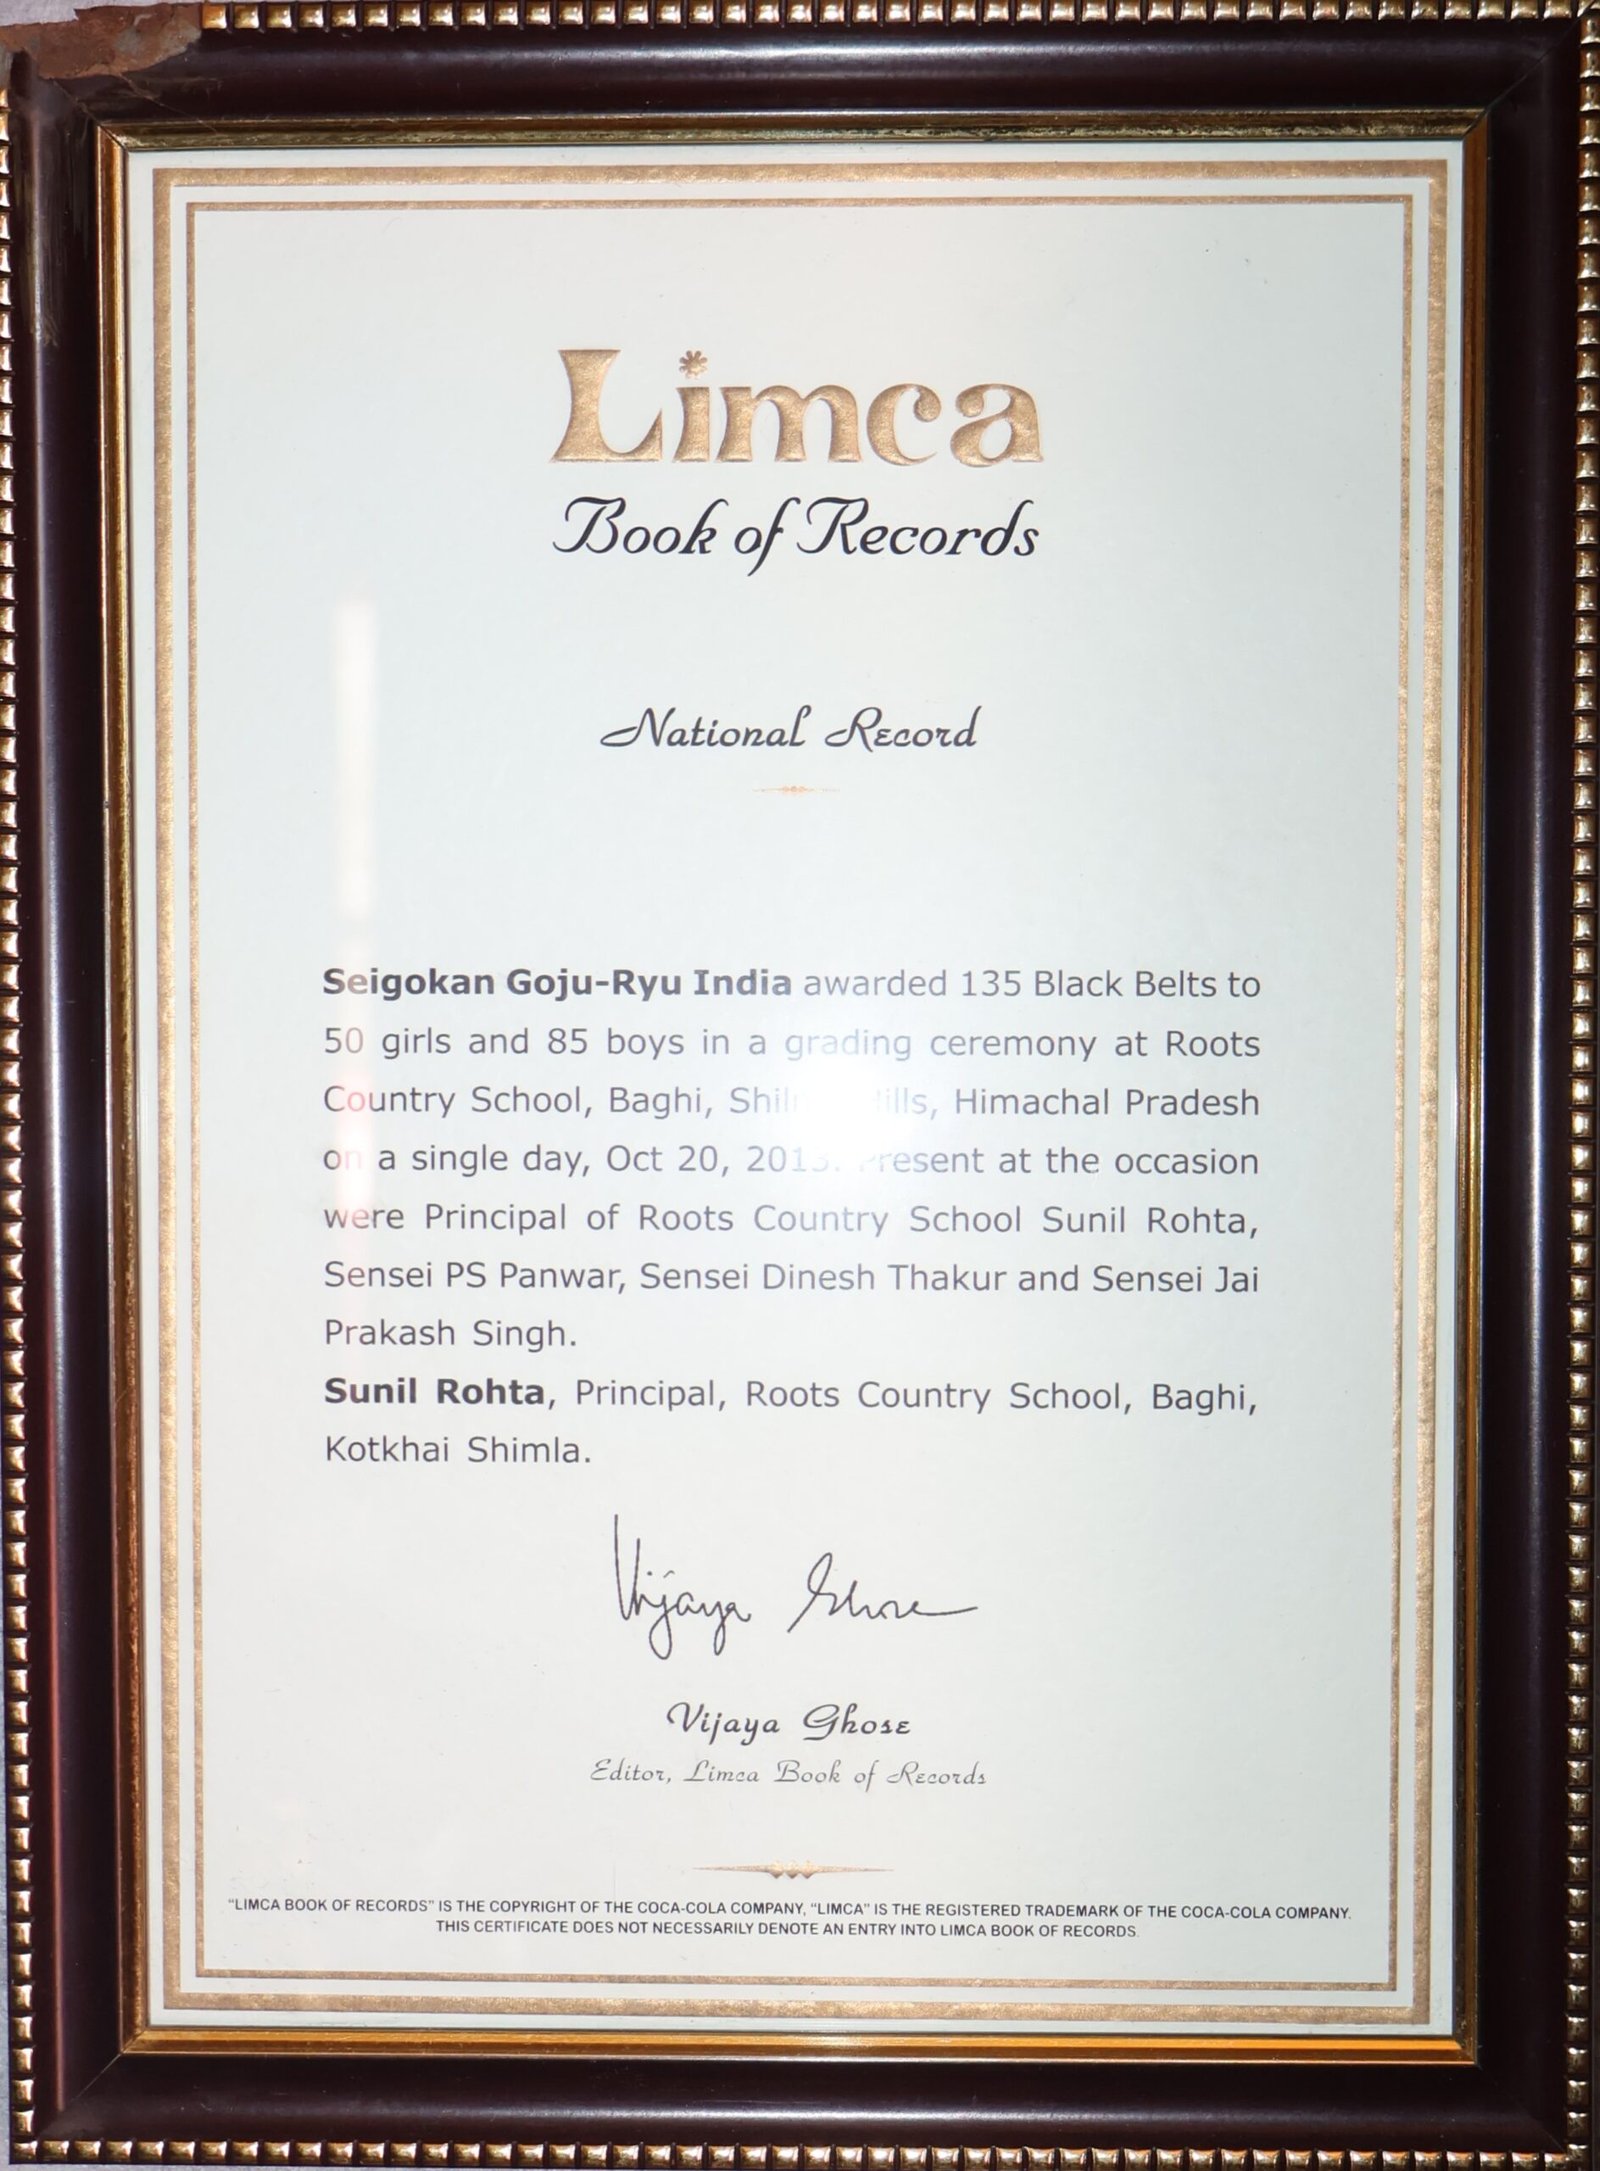 Limca
Book of Records
National Record
Seigokan Goju-Ryu India awarded 135 Black Belts to
50 girls and 85 boys in a grading ceremony at Roots
Country School, Baghi, Himachal Pradesh
on a single day, Oct 20, 2013. Present at the occasion
were Principal of Roots Country School Sunil Rohta,
Sensei PS Panwar, Sensei Dinesh Thakur and Sensei Jai
Prakash Singh.
Sunil Rohta, Principal, Roots Country School, Baghi,
Kotkhai Shimla.
Vijaya Ghose
Vijaya Ghose
Editor, Limca Book of Records
“LIMCA BOOK OF RECORDS” IS THE COPYRIGHT OF THE COCA-COLA COMPANY, “LIMCA” IS THE REGISTERED TRADEMARK OF THE COCA-COLA COMPANY.
THIS CERTIFICATE DOES NOT NECESSARILY DENOTE AN ENTRY INTO LIMCA BOOK OF RECORDS.